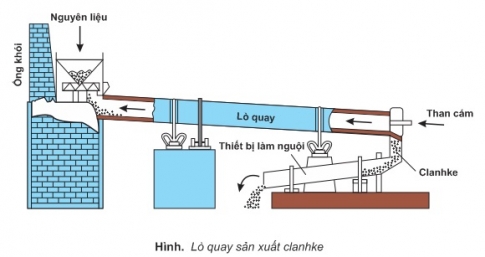 Nguyên liệu
Ống khói
Lò quay
Than cám
Thiết bị làm nguội
Clanhke
Hình. Lò quay sản xuất clanhke